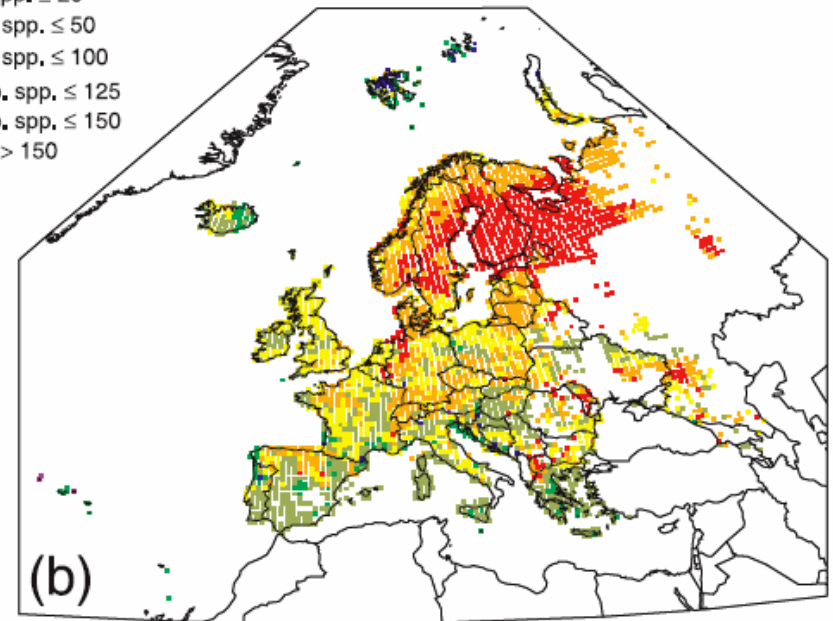 spp. ≤ 50
spp. ≤ 100
. spp. ≤ 125
. spp. ≤ 150
> 150
(b)